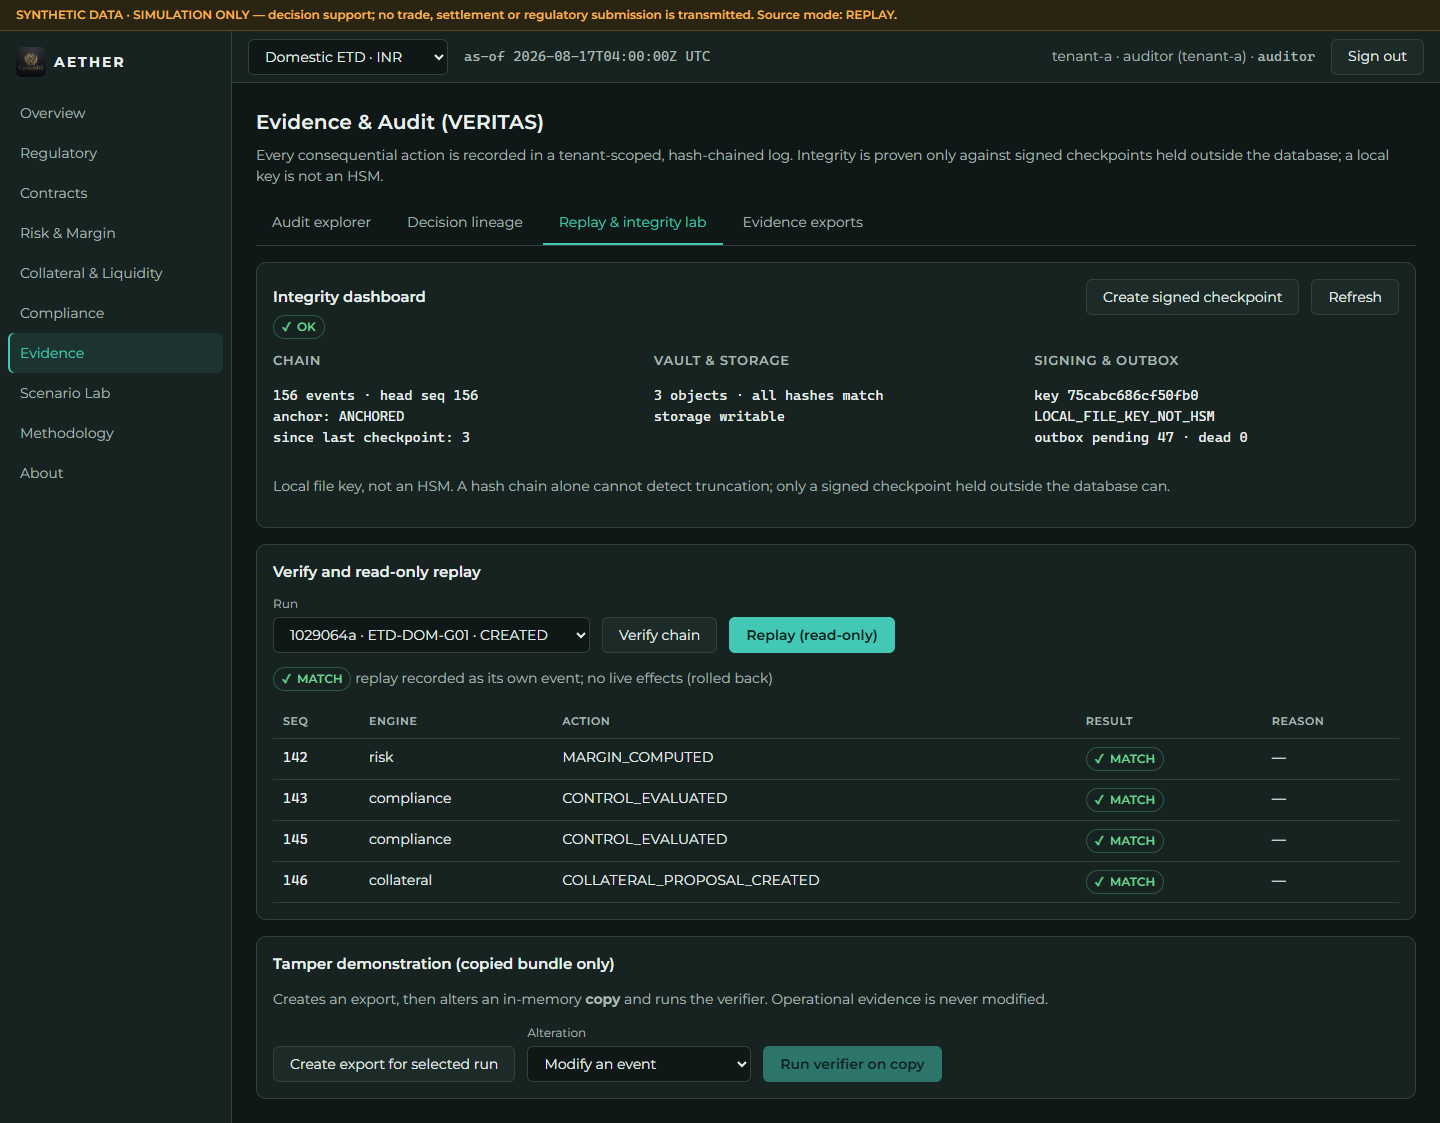 SYNTHETIC DATA · SIMULATION ONLY — decision support; no trade, settlement or regulatory submission is transmitted. Source mode: REPLAY.
AETHER
Domestic ETD · INR
as-of 2026-08-17T04:00:00Z UTC
tenant-a · auditor (tenant-a) · auditor
Sign out
Overview
Regulatory
Contracts
Risk & Margin
Collateral & Liquidity
Compliance
Evidence
Scenario Lab
Methodology
About
Evidence & Audit (VERITAS)
Every consequential action is recorded in a tenant-scoped, hash-chained log. Integrity is proven only against signed checkpoints held outside the database; a local
key is not an HSM.
Audit explorer
Decision lineage
Replay & integrity lab
Evidence exports
Integrity dashboard
Create signed checkpoint
Refresh
✓ OK
CHAIN
156 events · head seq 156
anchor: ANCHORED
since last checkpoint: 3
VAULT & STORAGE
3 objects · all hashes match
storage writable
SIGNING & OUTBOX
key 75cabc686cf50fb0
LOCAL_FILE_KEY_NOT_HSM
outbox pending 47 · dead 0
Local file key, not an HSM. A hash chain alone cannot detect truncation; only a signed checkpoint held outside the database can.
Verify and read-only replay
Run
1029064a · ETD-DOM-G01 · CREATED
Verify chain
Replay (read-only)
✓ MATCH replay recorded as its own event; no live effects (rolled back)
SEQ ENGINE ACTION RESULT REASON
142 risk MARGIN_COMPUTED ✓ MATCH —
143 compliance CONTROL_EVALUATED ✓ MATCH —
145 compliance CONTROL_EVALUATED ✓ MATCH —
146 collateral COLLATERAL_PROPOSAL_CREATED ✓ MATCH —
Tamper demonstration (copied bundle only)
Creates an export, then alters an in-memory copy and runs the verifier. Operational evidence is never modified.
Alteration
Create export for selected run
Modify an event
Run verifier on copy